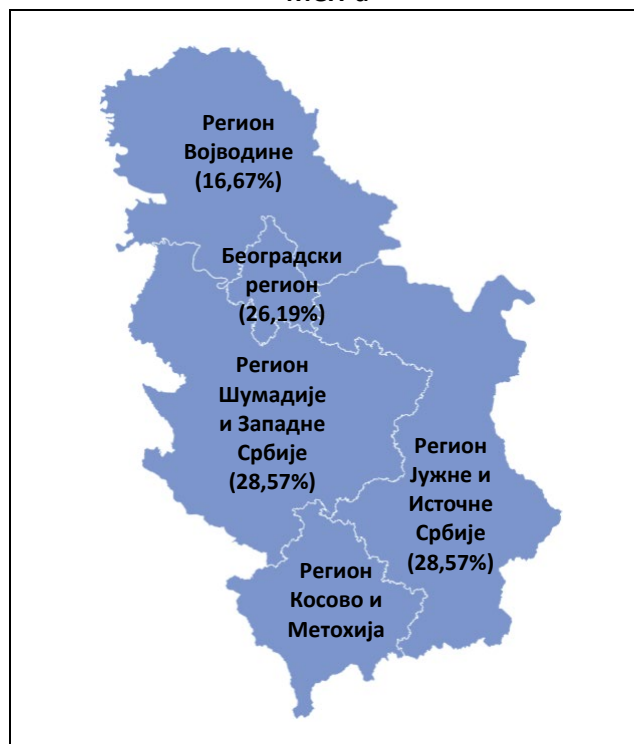 Регион
Војводине
(16,67%)
Београдски
регион
(26,19%)
Регион
Шумадије
и Западне
Србије
(28,57%)
Регион
Јужне и
Источне
Србије
(28,57%)
Регион
Косово и
Метохија